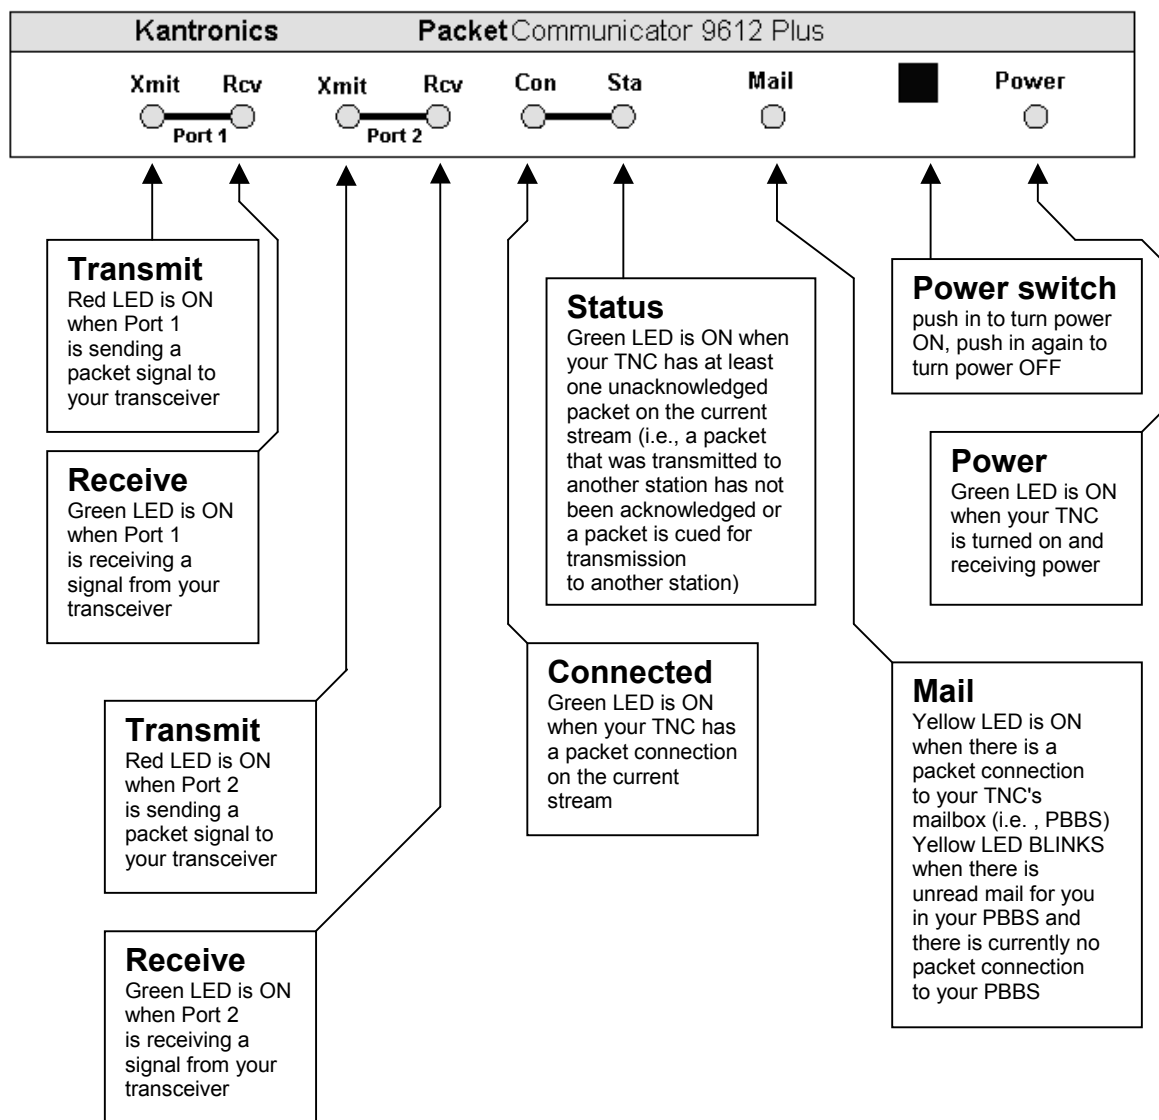 Kantronics PacketCommunicator 9612 Plus
Xmit Rcv Xmit Rcv Con Sta Mail Power
Port 1 Port 2
Transmit
Red LED is ON
when Port 1
is sending a
packet signal to
your transceiver
Receive
Green LED is ON
when Port 1
is receiving a
signal from your
transceiver
Transmit
Red LED is ON
when Port 2
is sending a
packet signal to
your transceiver
Receive
Green LED is ON
when Port 2
is receiving a
signal from your
transceiver
Status
Green LED is ON when
your TNC has at least
one unacknowledged
packet on the current
stream (i.e., a packet
that was transmitted to
another station has not
been acknowledged or
a packet is cued for
transmission
to another station)
Connected
Green LED is ON
when your TNC has
a packet connection
on the current
stream
Power switch
push in to turn power
ON, push in again to
turn power OFF
Power
Green LED is ON
when your TNC
is turned on and
receiving power
Mail
Yellow LED is ON
when there is a
packet connection
to your TNC's
mailbox (i.e. , PBBS)
Yellow LED BLINKS
when there is
unread mail for you
in your PBBS and
there is currently no
packet connection
to your PBBS